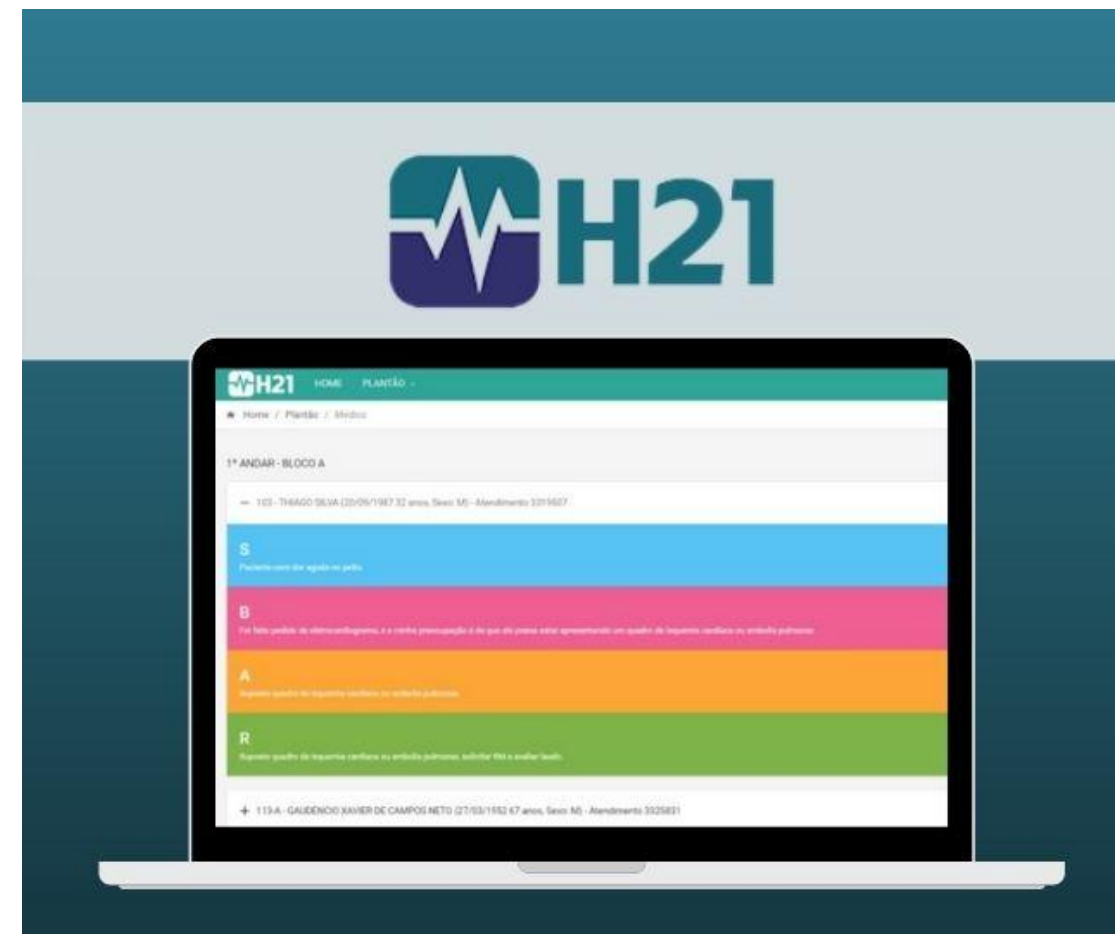 H21
H21 HOME PLANTÃO
Home / Plantão / Médico
1º ANDAR - BLOCO A
103 - THIAGO SILVA (20/09/1987 32 anos, Sexo: M) - Atendimento 3319507
S
Paciente com dor aguda no peito.
B
Foi feito pedido de eletrocardiograma, e a minha preocupação é de que ele possa estar apresentando um quadro de isquemia cardíaca ou embolia pulmonar.
A
Suposto quadro de isquemia cardíaca ou embolia pulmonar.
R
Suposto quadro de isquemia cardíaca ou embolia pulmonar, solicitar e avaliar laudo.
+ 113-A - GAUDÊNCIO XAVIER DE CAMPOS NETO (27/03/1952 67 anos, Sexo: M) - Atendimento 3325831